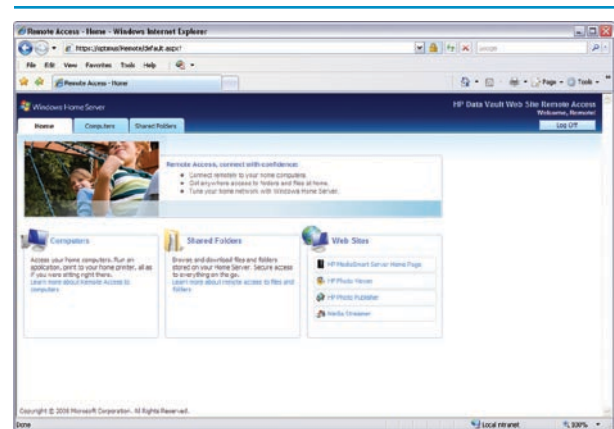 Remote Access - Home - Windows Internet Explorer
File Edit View Favorites Tools Help
Remote Access - Home
Page Tools
Windows Home Server
HP Data Vault Web Site Remote Access
Welcome, Remote!
Home Computers Shared Folders
Log Off
Remote Access, connect with confidence:
Connect remotely to your home computers.
Get anywhere access to folders and files at home.
Tune your home network with Windows Home Server.
Computers
Access your home computers. Run an
application, print to your home printer, all as
if you were sitting right there.
Learn more about Remote Access to
computers
Shared Folders
Browse and download files and folders
stored on your Home Server. Secure access
to everything on the go.
Learn more about remote access to files and
folders
Web Sites
HP MediaSmart Server Home Page
HP Photo Viewer
HP Photo Publisher
Media Streamer
Copyright © 2008 Microsoft Corporation. All Rights Reserved.
Done
Local intranet
100%